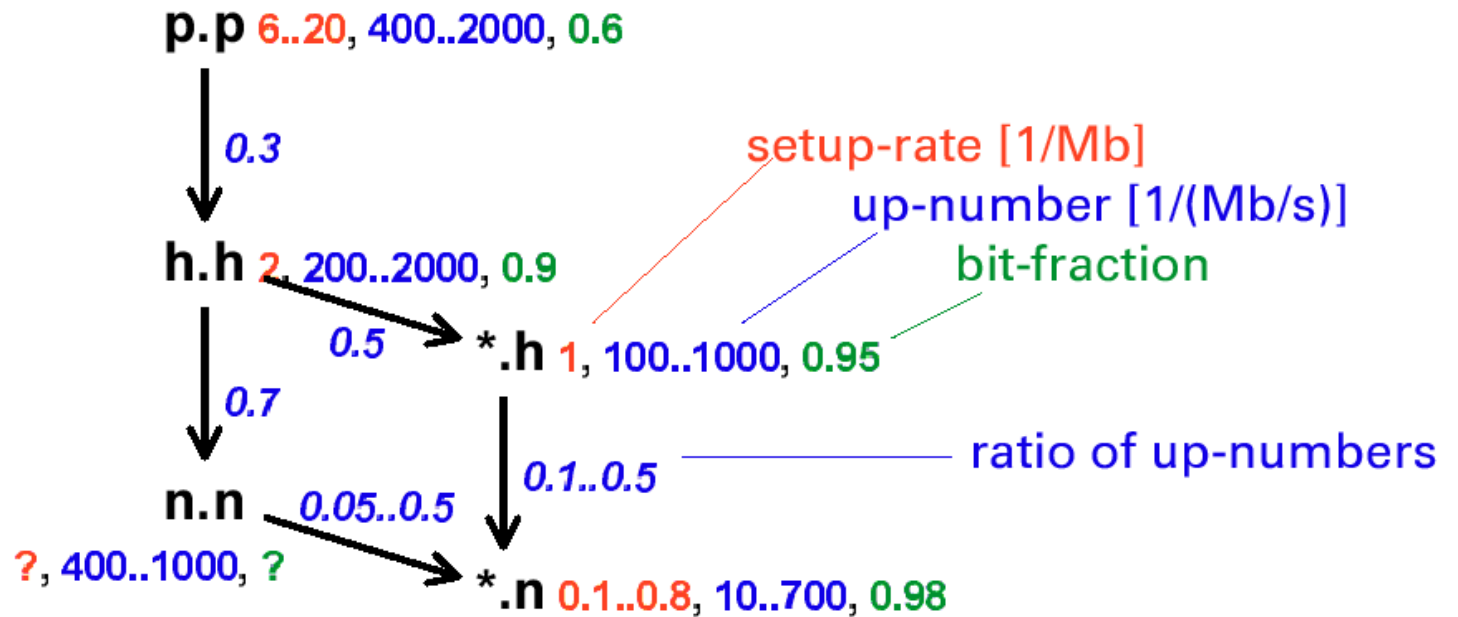 p.p 6..20, 400..2000, 0.6
0.3
setup-rate [1/Mb]
up-number [1/(Mb/s)]
bit-fraction
h.h 2, 200..2000, 0.9
0.5
*.h 1, 100..1000, 0.95
0.7
0.1..0.5
ratio of up-numbers
n.n
0.05..0.5
?, 400..1000, ?
*.n 0.1..0.8, 10..700, 0.98